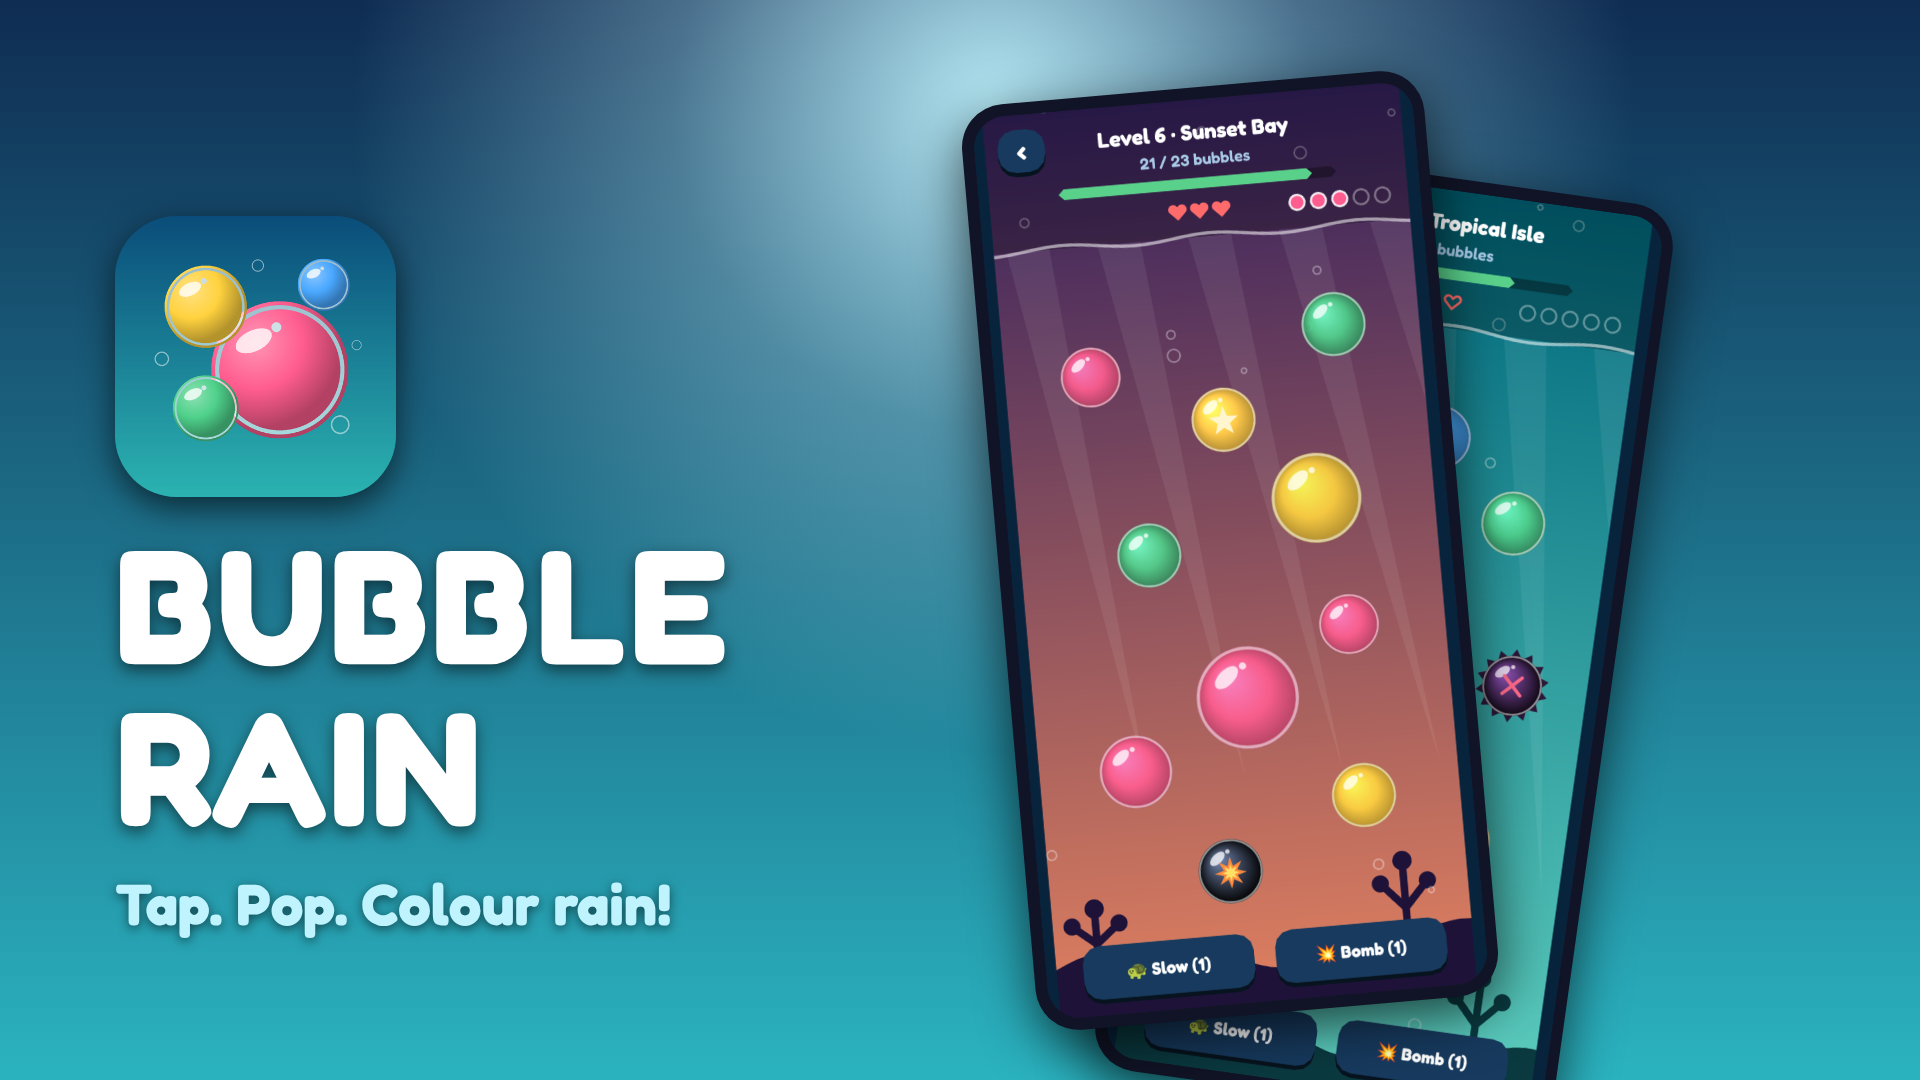 BUBBLE
RAIN
Tap. Pop. Colour rain!
Level 6 · Sunset Bay
21 / 23 bubbles
Slow (1)
Bomb (1)
Tropical Isle
bubbles
Slow (1)
Bomb (1)